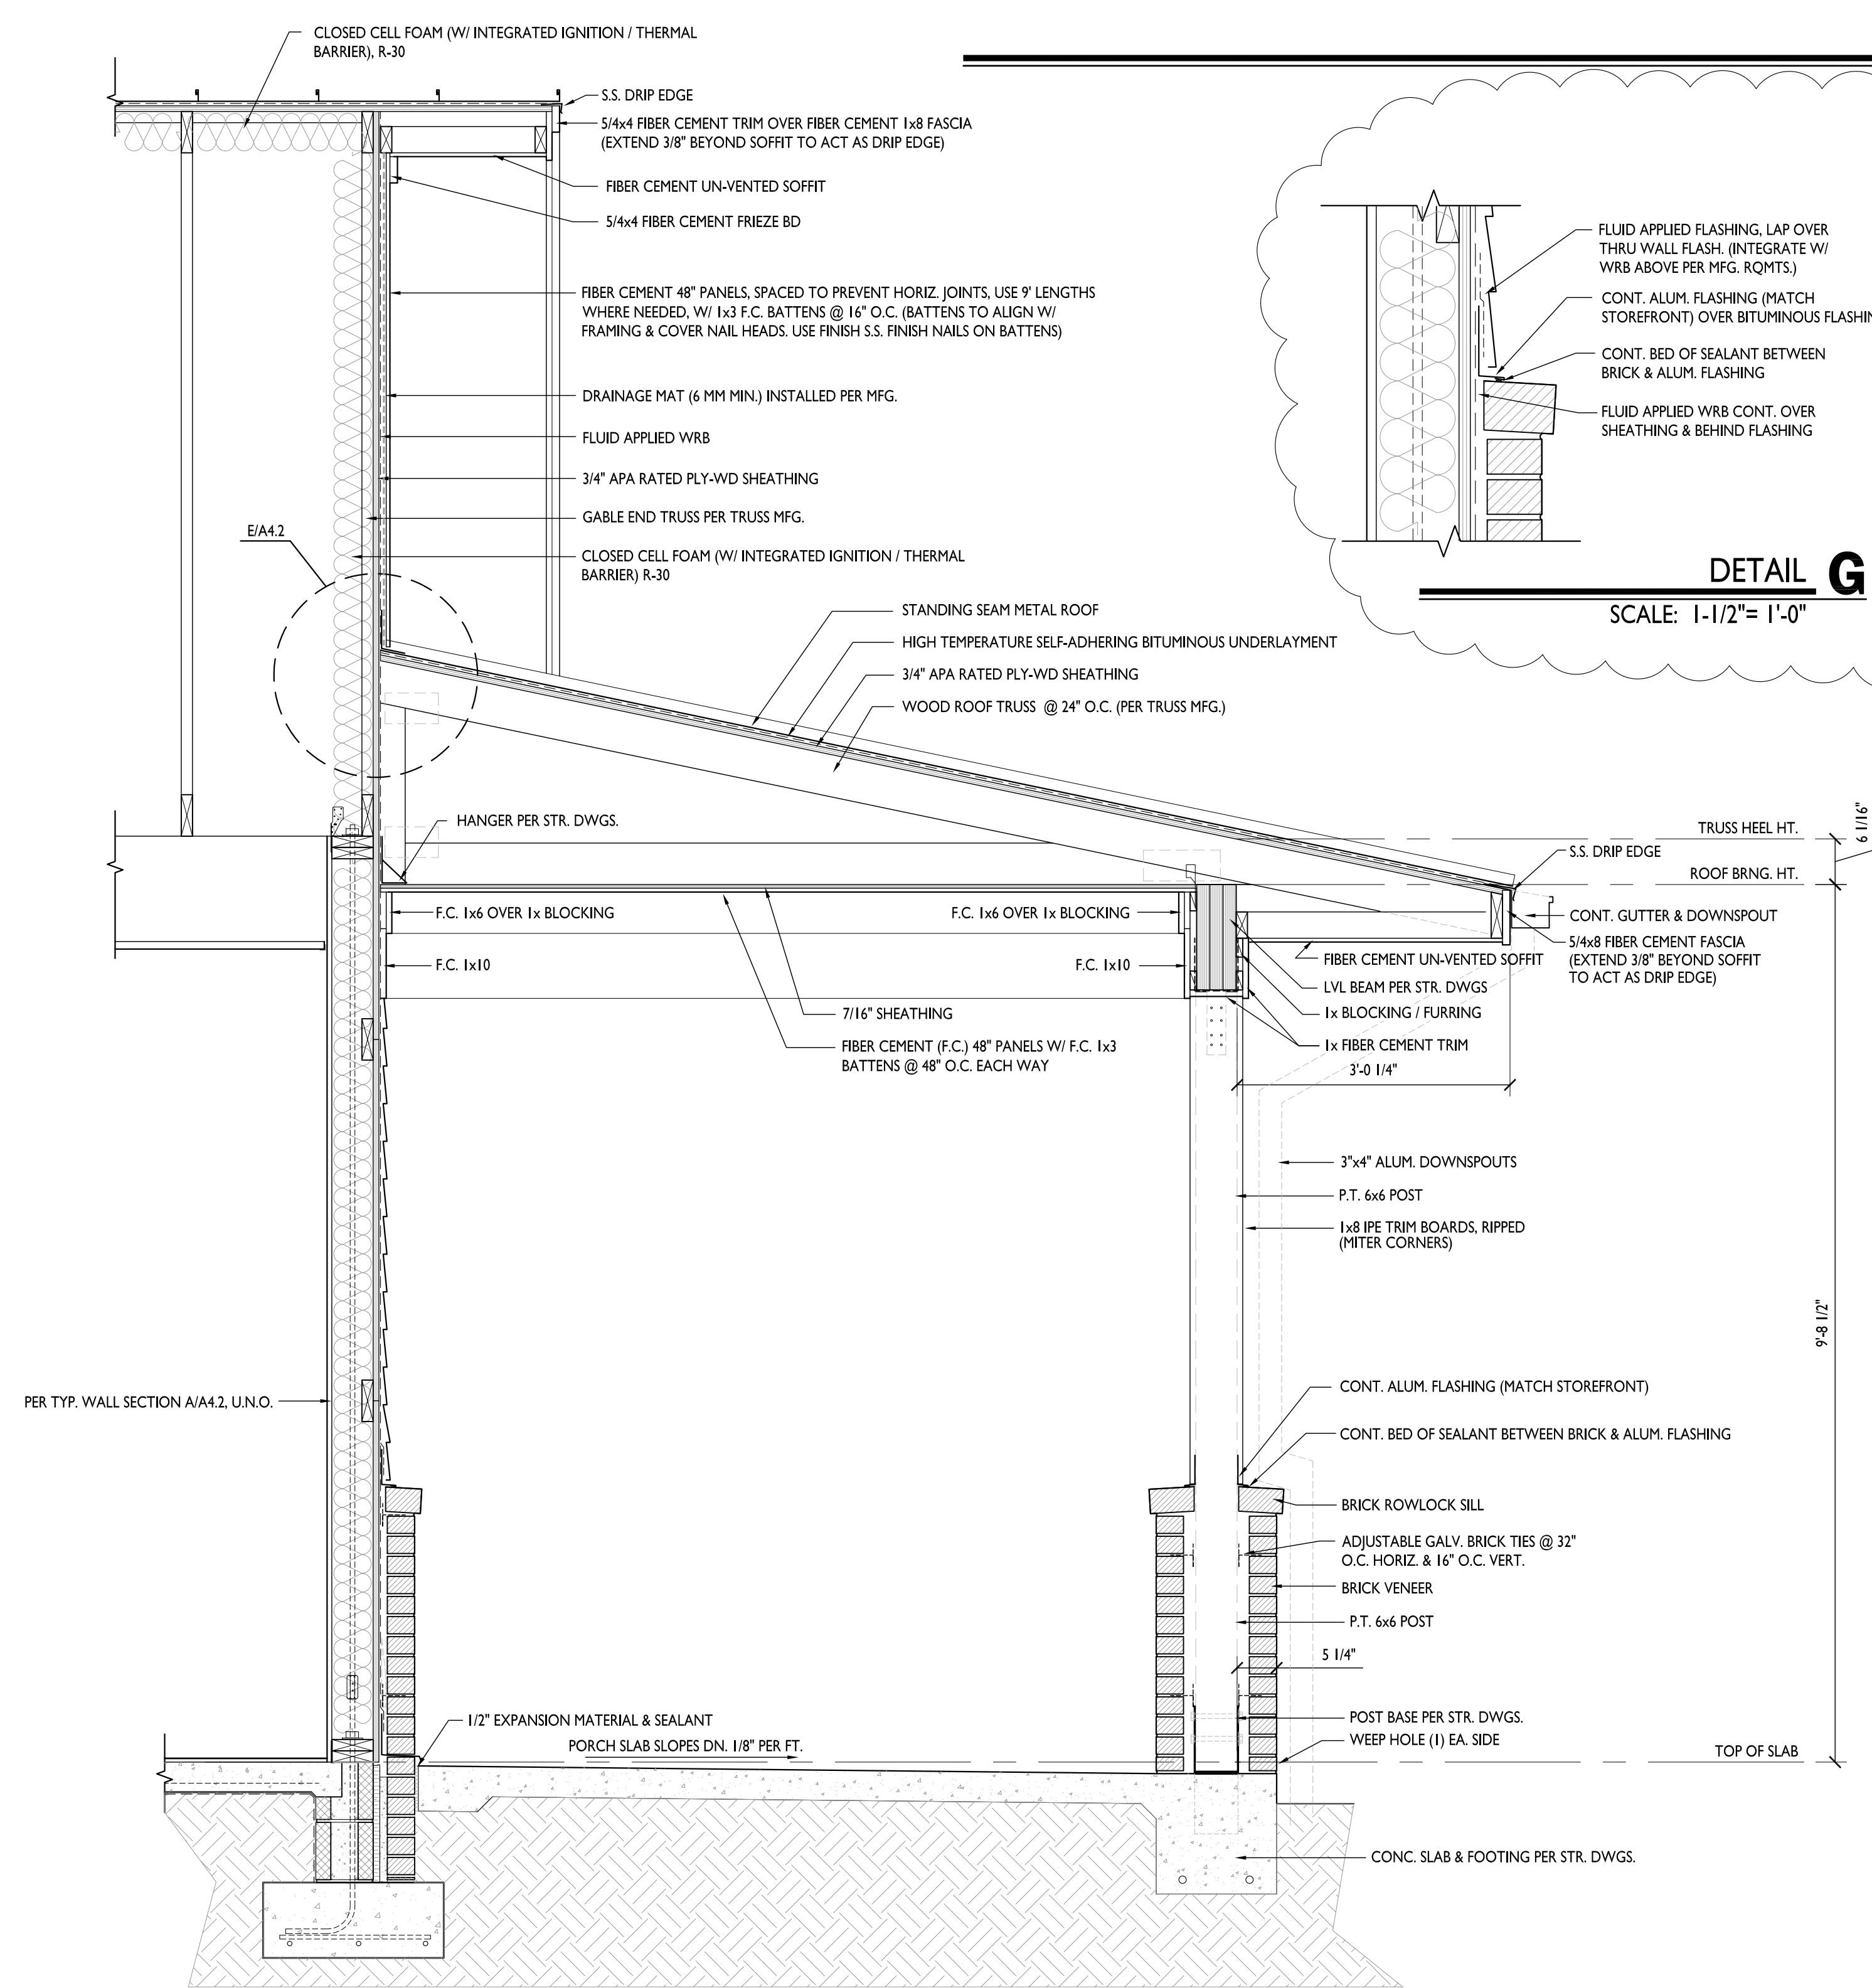 CLOSED CELL FOAM (W/ INTEGRATED IGNITION / THERMAL
BARRIER), R-30
S.S. DRIP EDGE
5/4x4 FIBER CEMENT TRIM OVER FIBER CEMENT 1x8 FASCIA
(EXTEND 3/8" BEYOND SOFFIT TO ACT AS DRIP EDGE)
FIBER CEMENT UN-VENTED SOFFIT
5/4x4 FIBER CEMENT FRIEZE BD
FIBER CEMENT 48" PANELS, SPACED TO PREVENT HORIZ. JOINTS, USE 9' LENGTHS
WHERE NEEDED, W/ 1x3 F.C. BATTENS @ 16" O.C. (BATTENS TO ALIGN W/
FRAMING & COVER NAIL HEADS. USE FINISH S.S. FINISH NAILS ON BATTENS)
DRAINAGE MAT (6 MM MIN.) INSTALLED PER MFG.
FLUID APPLIED WRB
3/4" APA RATED PLY-WD SHEATHING
GABLE END TRUSS PER TRUSS MFG.
E/A4.2
CLOSED CELL FOAM (W/ INTEGRATED IGNITION / THERMAL
BARRIER) R-30
FLUID APPLIED FLASHING, LAP OVER
THRU WALL FLASH. (INTEGRATE W/
WRB ABOVE PER MFG. RQMTS.)
CONT. ALUM. FLASHING (MATCH
STOREFRONT) OVER BITUMINOUS FLASHIN
CONT. BED OF SEALANT BETWEEN
BRICK & ALUM. FLASHING
FLUID APPLIED WRB CONT. OVER
SHEATHING & BEHIND FLASHING
DETAIL G
SCALE: 1-1/2"= 1'-0"
STANDING SEAM METAL ROOF
HIGH TEMPERATURE SELF-ADHERING BITUMINOUS UNDERLAYMENT
3/4" APA RATED PLY-WD SHEATHING
WOOD ROOF TRUSS @ 24" O.C. (PER TRUSS MFG.)
HANGER PER STR. DWGS.
TRUSS HEEL HT.
6 1/16"
S.S. DRIP EDGE
ROOF BRNG. HT.
F.C. 1x6 OVER 1x BLOCKING
F.C. 1x6 OVER 1x BLOCKING
CONT. GUTTER & DOWNSPOUT
5/4x8 FIBER CEMENT FASCIA
(EXTEND 3/8" BEYOND SOFFIT
TO ACT AS DRIP EDGE)
F.C. 1x10
F.C. 1x10
FIBER CEMENT UN-VENTED SOFFIT
LVL BEAM PER STR. DWGS
1x BLOCKING / FURRING
1x FIBER CEMENT TRIM
7/16" SHEATHING
FIBER CEMENT (F.C.) 48" PANELS W/ F.C. 1x3
BATTENS @ 48" O.C. EACH WAY
3'-0 1/4"
3"x4" ALUM. DOWNSPOUTS
P.T. 6x6 POST
1x8 IPE TRIM BOARDS, RIPPED
(MITER CORNERS)
9'-8 1/2"
PER TYP. WALL SECTION A/A4.2, U.N.O.
CONT. ALUM. FLASHING (MATCH STOREFRONT)
CONT. BED OF SEALANT BETWEEN BRICK & ALUM. FLASHING
BRICK ROWLOCK SILL
ADJUSTABLE GALV. BRICK TIES @ 32"
O.C. HORIZ. & 16" O.C. VERT.
BRICK VENEER
P.T. 6x6 POST
5 1/4"
1/2" EXPANSION MATERIAL & SEALANT
PORCH SLAB SLOPES DN. 1/8" PER FT.
POST BASE PER STR. DWGS.
WEEP HOLE (1) EA. SIDE
TOP OF SLAB
CONC. SLAB & FOOTING PER STR. DWGS.